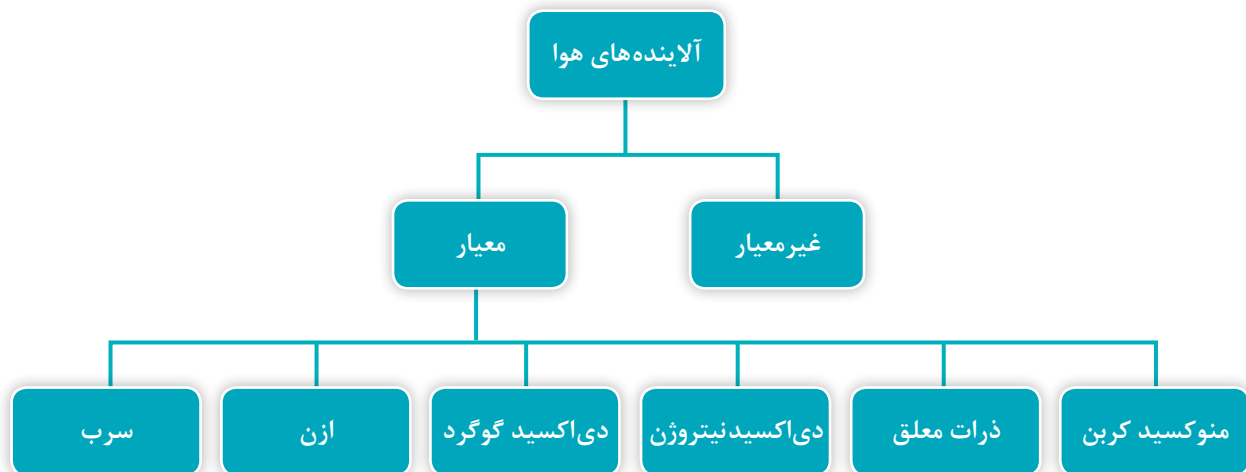 آلاینده‌های هوا
غیرمعیار
معیار
منوکسید کربن
ذرات معلق
دی‌اکسیدنیتروژن
دی‌اکسید گوگرد
ازن
سرب